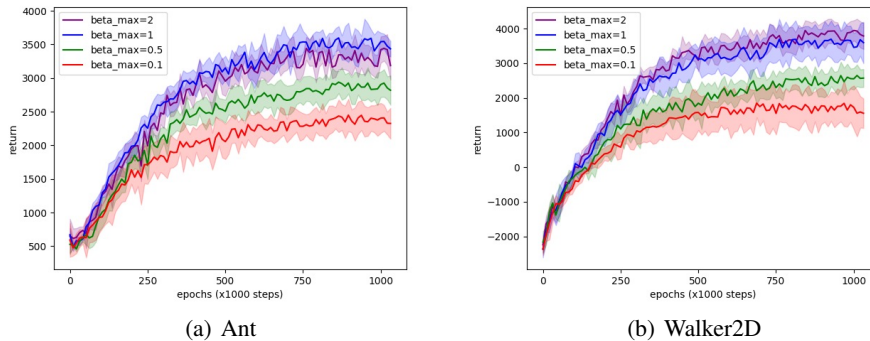 beta_max=2
beta_max=1
beta_max=0.5
beta_max=0.1
4000
3500
3000
2500
2000
1500
1000
500
return
0
250
500
750
1000
epochs (x1000 steps)
(a) Ant
beta_max=2
beta_max=1
beta_max=0.5
beta_max=0.1
4000
3000
2000
1000
0
−1000
−2000
return
0
250
500
750
1000
epochs (x1000 steps)
(b) Walker2D